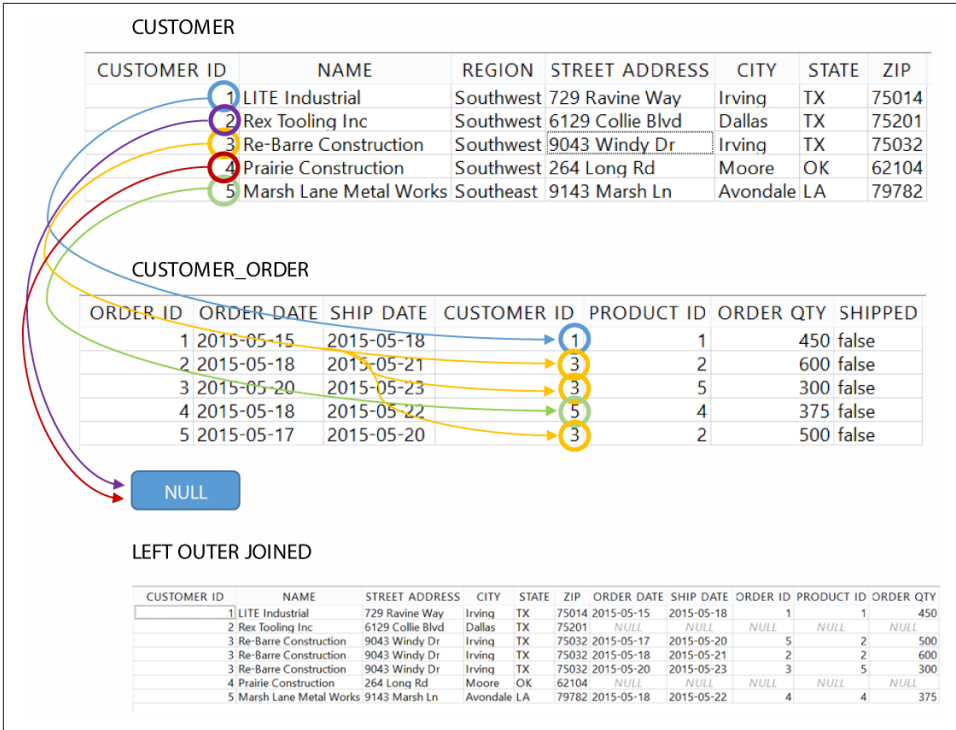 CUSTOMER
CUSTOMER ID NAME REGION STREET ADDRESS CITY STATE ZIP
1 LITE Industrial Southwest 729 Ravine Way Irving TX 75014
2 Rex Tooling Inc Southwest 6129 Collie Blvd Dallas TX 75201
3 Re-Barre Construction Southwest 9043 Windy Dr Irving TX 75032
4 Prairie Construction Southwest 264 Long Rd Moore OK 62104
5 Marsh Lane Metal Works Southeast 9143 Marsh Ln Avondale LA 79782
CUSTOMER_ORDER
ORDER ID ORDER DATE SHIP DATE CUSTOMER ID PRODUCT ID ORDER QTY SHIPPED
1 2015-05-15 2015-05-18 1 1 450 false
2 2015-05-18 2015-05-21 3 2 600 false
3 2015-05-20 2015-05-23 3 5 300 false
4 2015-05-18 2015-05-22 5 4 375 false
5 2015-05-17 2015-05-20 3 2 500 false
NULL
LEFT OUTER JOINED
CUSTOMER ID NAME STREET ADDRESS CITY STATE ZIP ORDER DATE SHIP DATE ORDER ID PRODUCT ID ORDER QTY
1 LITE Industrial 729 Ravine Way Irving TX 75014 2015-05-15 2015-05-18 1 1 450
2 Rex Tooling Inc 6129 Collie Blvd Dallas TX 75201 NULL NULL NULL NULL NULL
3 Re-Barre Construction 9043 Windy Dr Irving TX 75032 2015-05-17 2015-05-20 5 2 500
3 Re-Barre Construction 9043 Windy Dr Irving TX 75032 2015-05-18 2015-05-21 2 2 600
3 Re-Barre Construction 9043 Windy Dr Irving TX 75032 2015-05-20 2015-05-23 3 5 300
4 Prairie Construction 264 Long Rd Moore OK 62104 NULL NULL NULL NULL NULL
5 Marsh Lane Metal Works 9143 Marsh Ln Avondale LA 79782 2015-05-18 2015-05-22 4 4 375